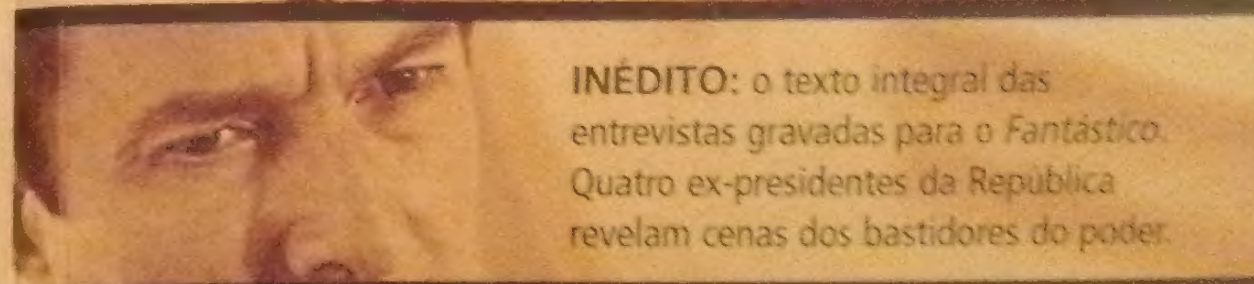 INÉDITO: o texto integral das
entrevistas gravadas para o Fantástico.
Quatro ex-presidentes da República
revelam cenas dos bastidores do poder.